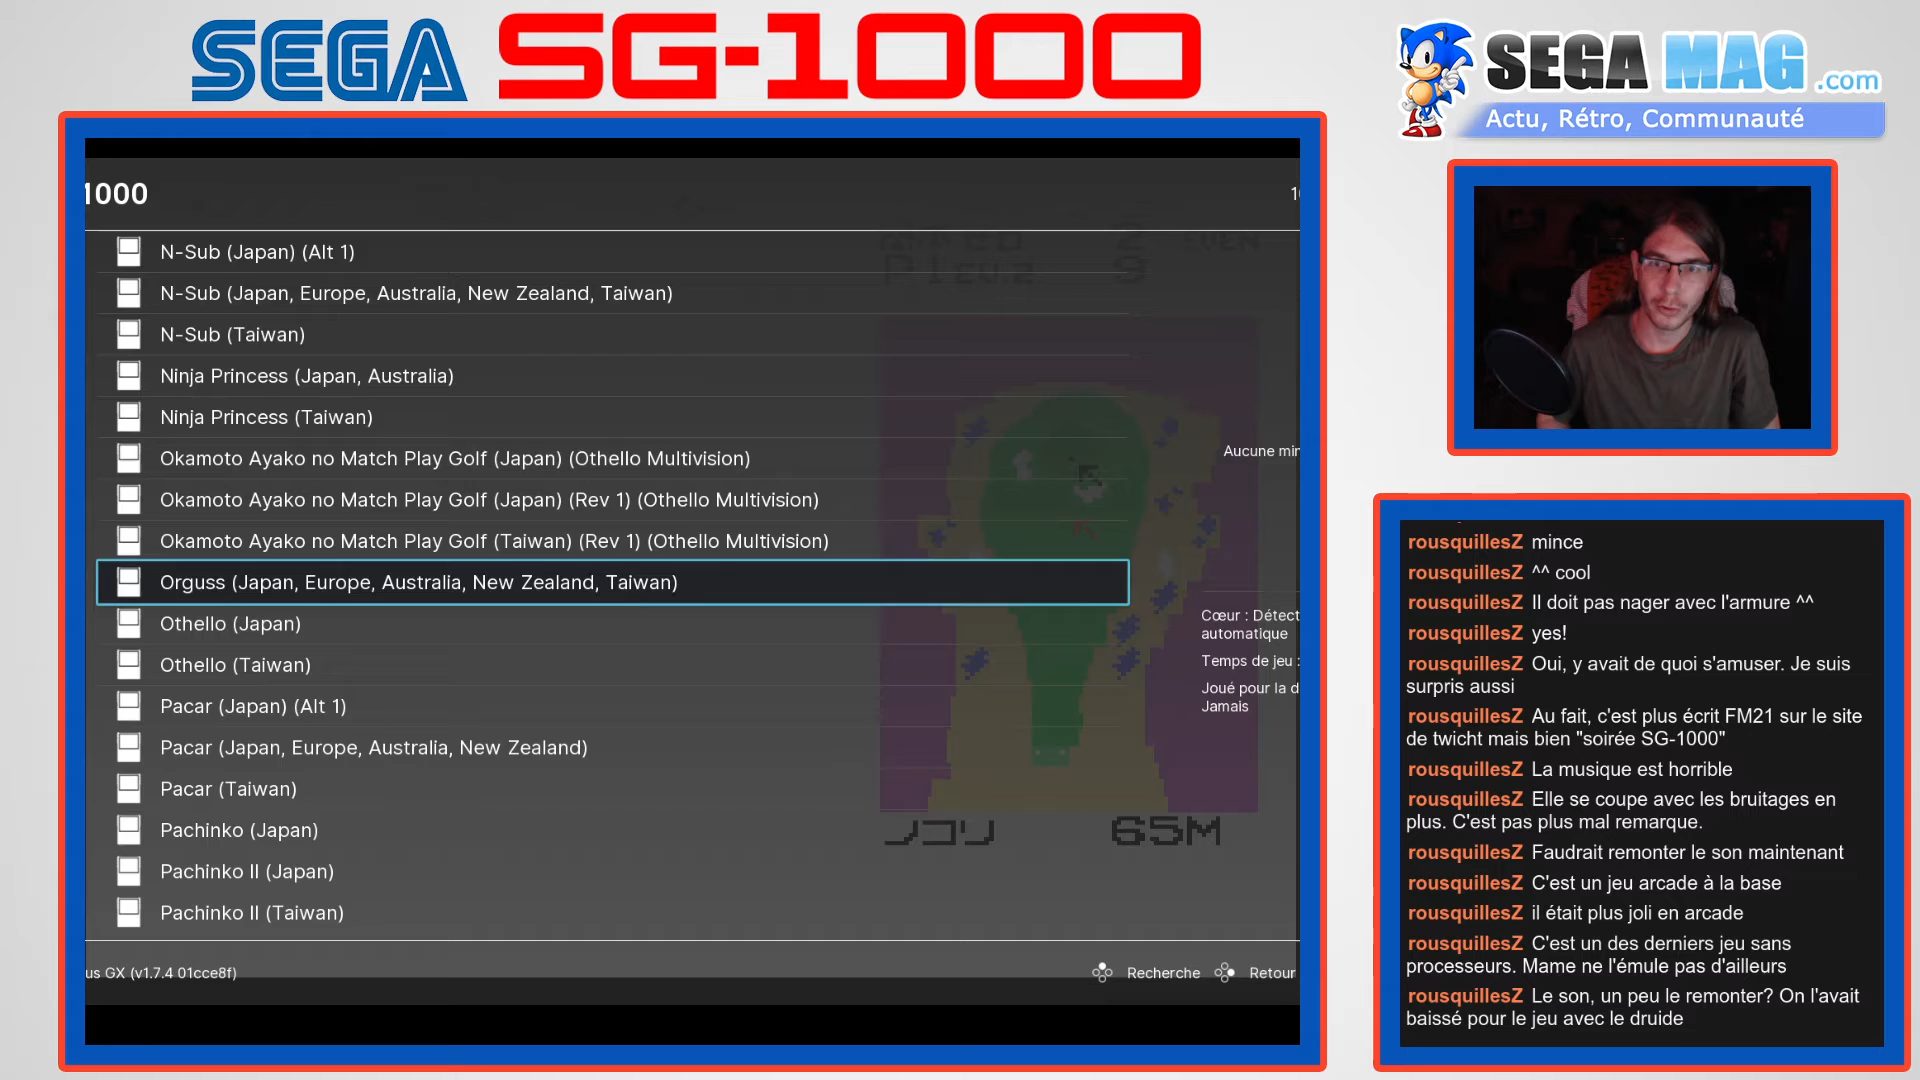 SEGA SG-1000
SEGA MAG .com
Actu, Rétro, Communauté
1000
N-Sub (Japan) (Alt 1)
N-Sub (Japan, Europe, Australia, New Zealand, Taiwan)
N-Sub (Taiwan)
Ninja Princess (Japan, Australia)
Ninja Princess (Taiwan)
Okamoto Ayako no Match Play Golf (Japan) (Othello Multivision)
Okamoto Ayako no Match Play Golf (Japan) (Rev 1) (Othello Multivision)
Okamoto Ayako no Match Play Golf (Taiwan) (Rev 1) (Othello Multivision)
Orguss (Japan, Europe, Australia, New Zealand, Taiwan)
Othello (Japan)
Othello (Taiwan)
Pacar (Japan) (Alt 1)
Pacar (Japan, Europe, Australia, New Zealand)
Pacar (Taiwan)
Pachinko (Japan)
Pachinko II (Japan)
Pachinko II (Taiwan)
Aucune min
Cœur : Détect
automatique
Temps de jeu :
Joué pour la d
Jamais
ノコリ 65M
us GX (v1.7.4 01cce8f)
Recherche Retour
rousquillesZ mince
rousquillesZ ^^ cool
rousquillesZ Il doit pas nager avec l'armure ^^
rousquillesZ yes!
rousquillesZ Oui, y avait de quoi s'amuser. Je suis
surpris aussi
rousquillesZ Au fait, c'est plus écrit FM21 sur le site
de twicht mais bien "soirée SG-1000"
rousquillesZ La musique est horrible
rousquillesZ Elle se coupe avec les bruitages en
plus. C'est pas plus mal remarque.
rousquillesZ Faudrait remonter le son maintenant
rousquillesZ C'est un jeu arcade à la base
rousquillesZ il était plus joli en arcade
rousquillesZ C'est un des derniers jeu sans
processeurs. Mame ne l'émule pas d'ailleurs
rousquillesZ Le son, un peu le remonter? On l'avait
baissé pour le jeu avec le druide